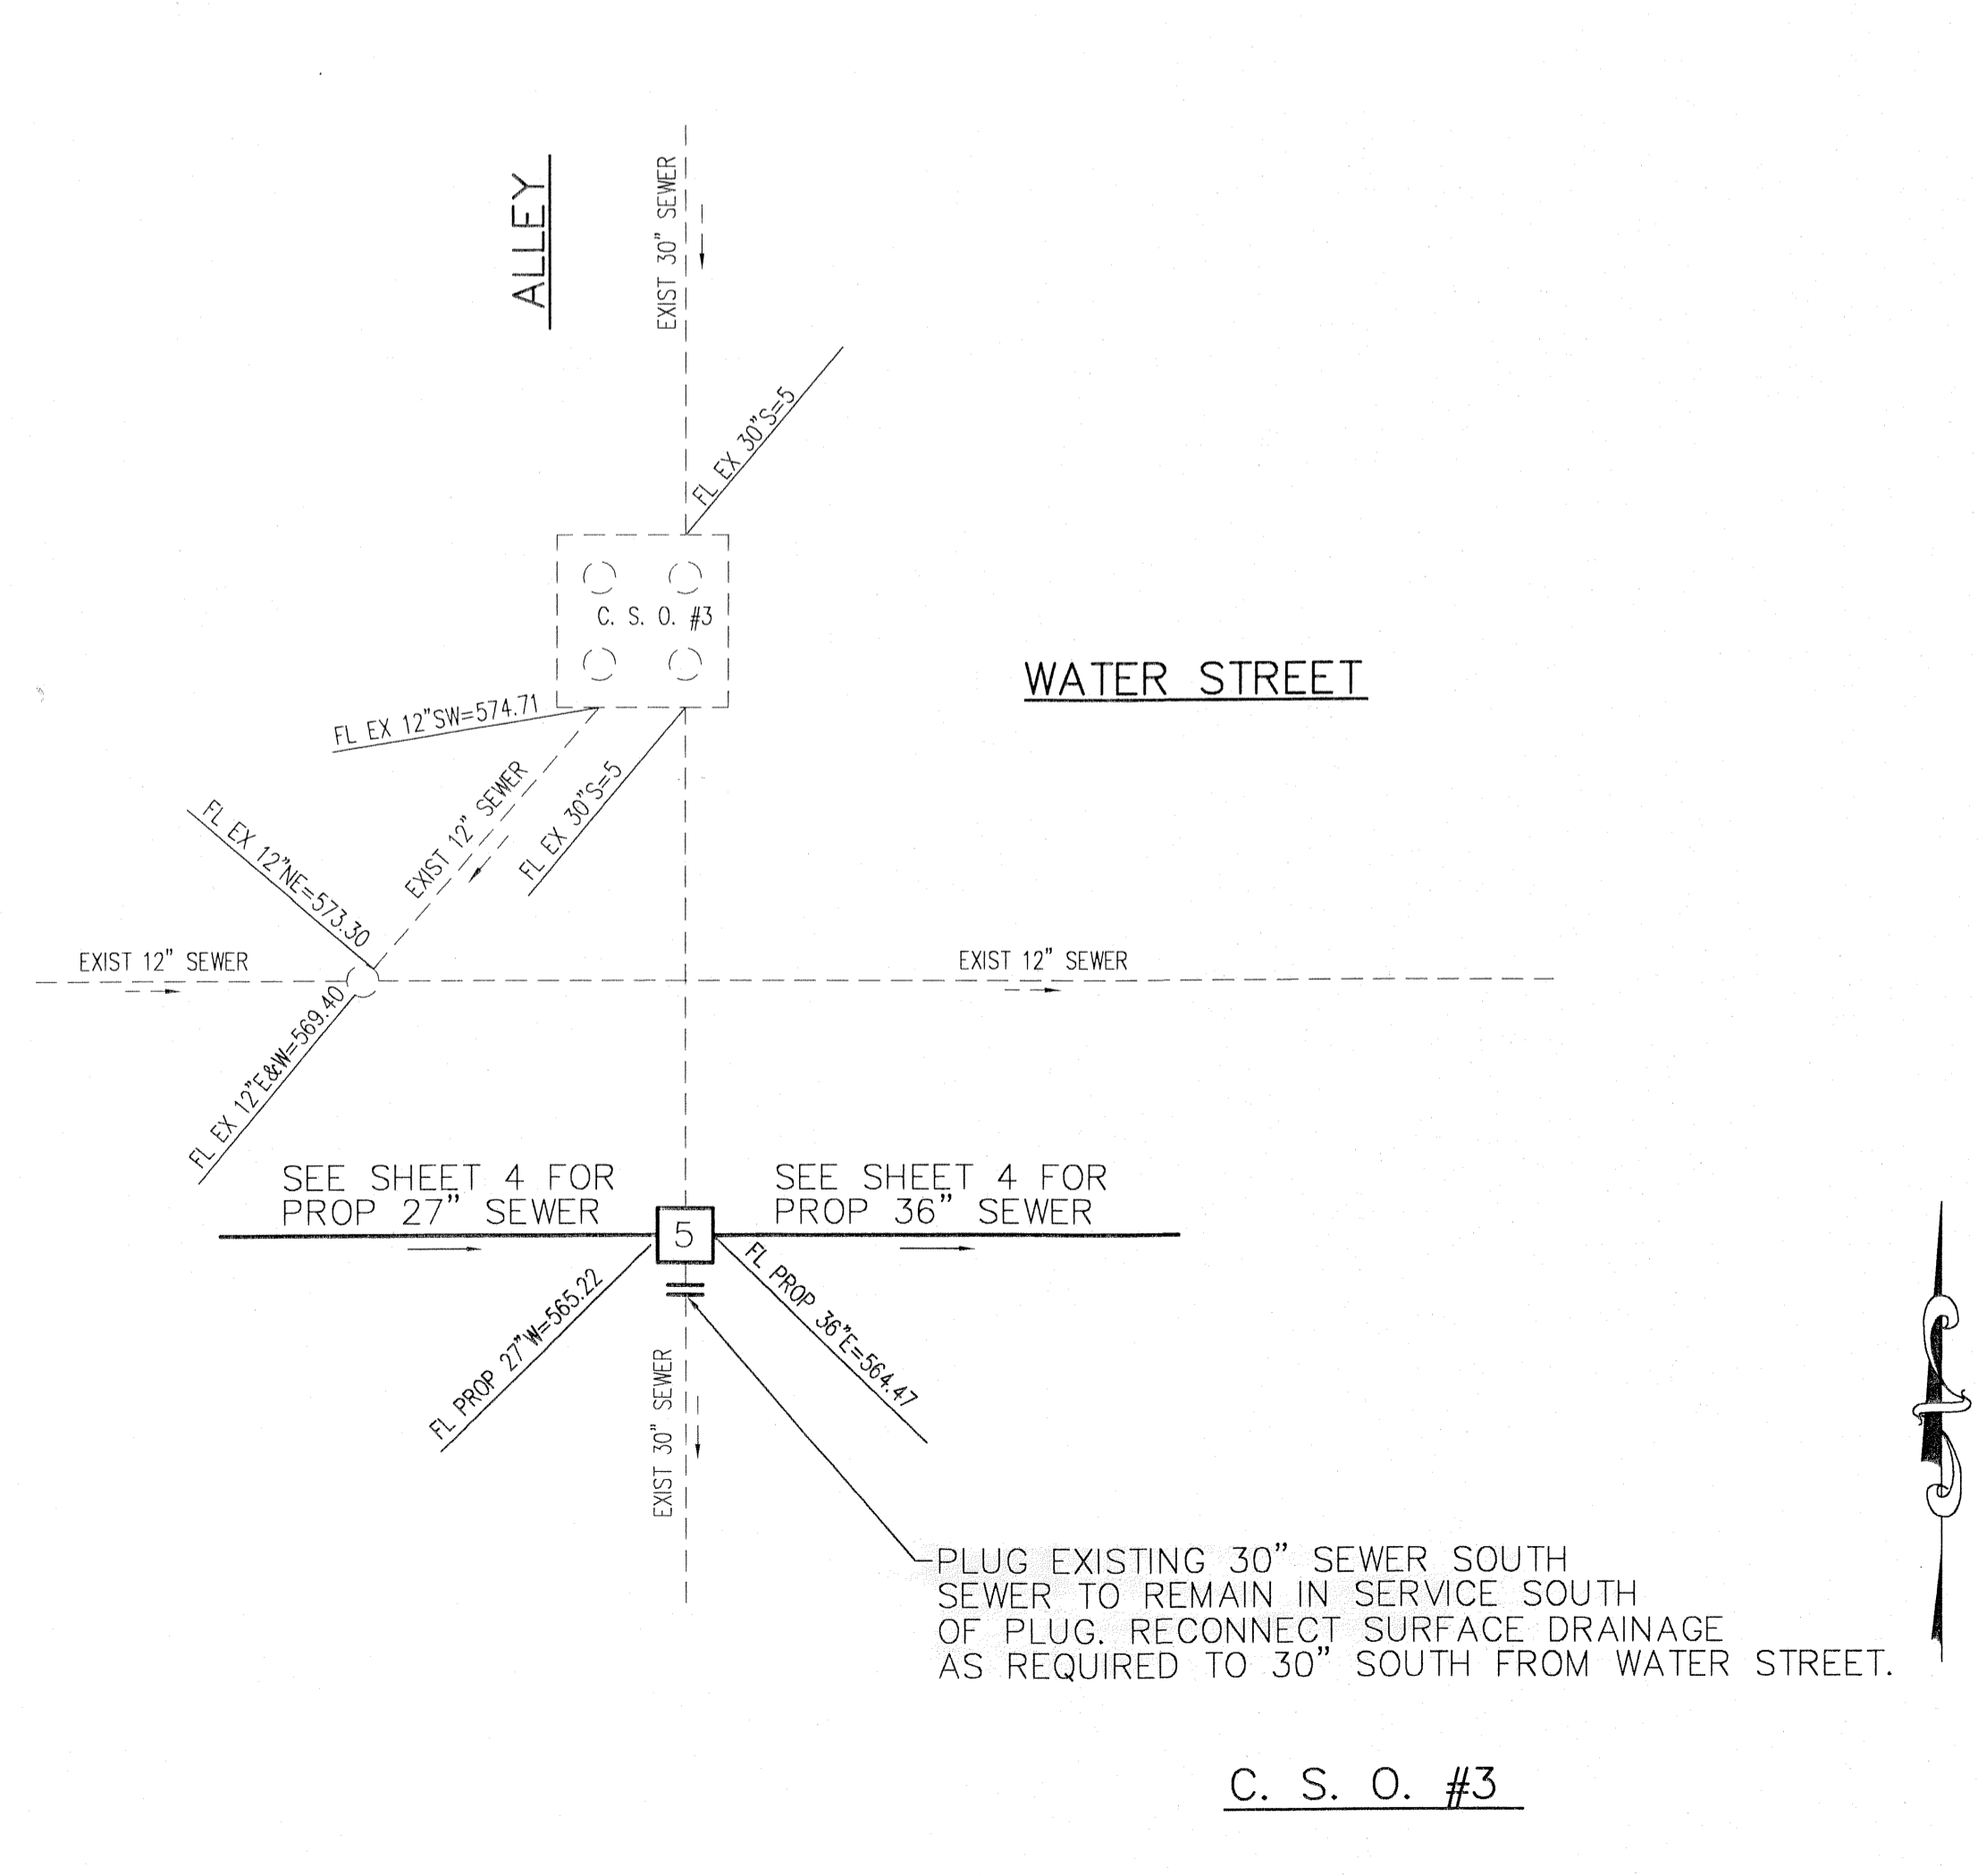 ALLEY
EXIST 30" SEWER
FL EX 30"S=5
C. S. O. #3
WATER STREET
FL EX 12"SW=574.71
EXIST 12" SEWER
FL EX 30"S=5
FL EX 12"NE=573.30
EXIST 12" SEWER
EXIST 12" SEWER
FL EX 12"E&W=569.40
SEE SHEET 4 FOR
PROP 27" SEWER
SEE SHEET 4 FOR
PROP 36" SEWER
5
FL PROP 27"W=565.22
FL PROP 36"E=564.47
EXIST 30" SEWER
PLUG EXISTING 30" SEWER SOUTH
SEWER TO REMAIN IN SERVICE SOUTH
OF PLUG. RECONNECT SURFACE DRAINAGE
AS REQUIRED TO 30" SOUTH FROM WATER STREET.
C. S. O. #3